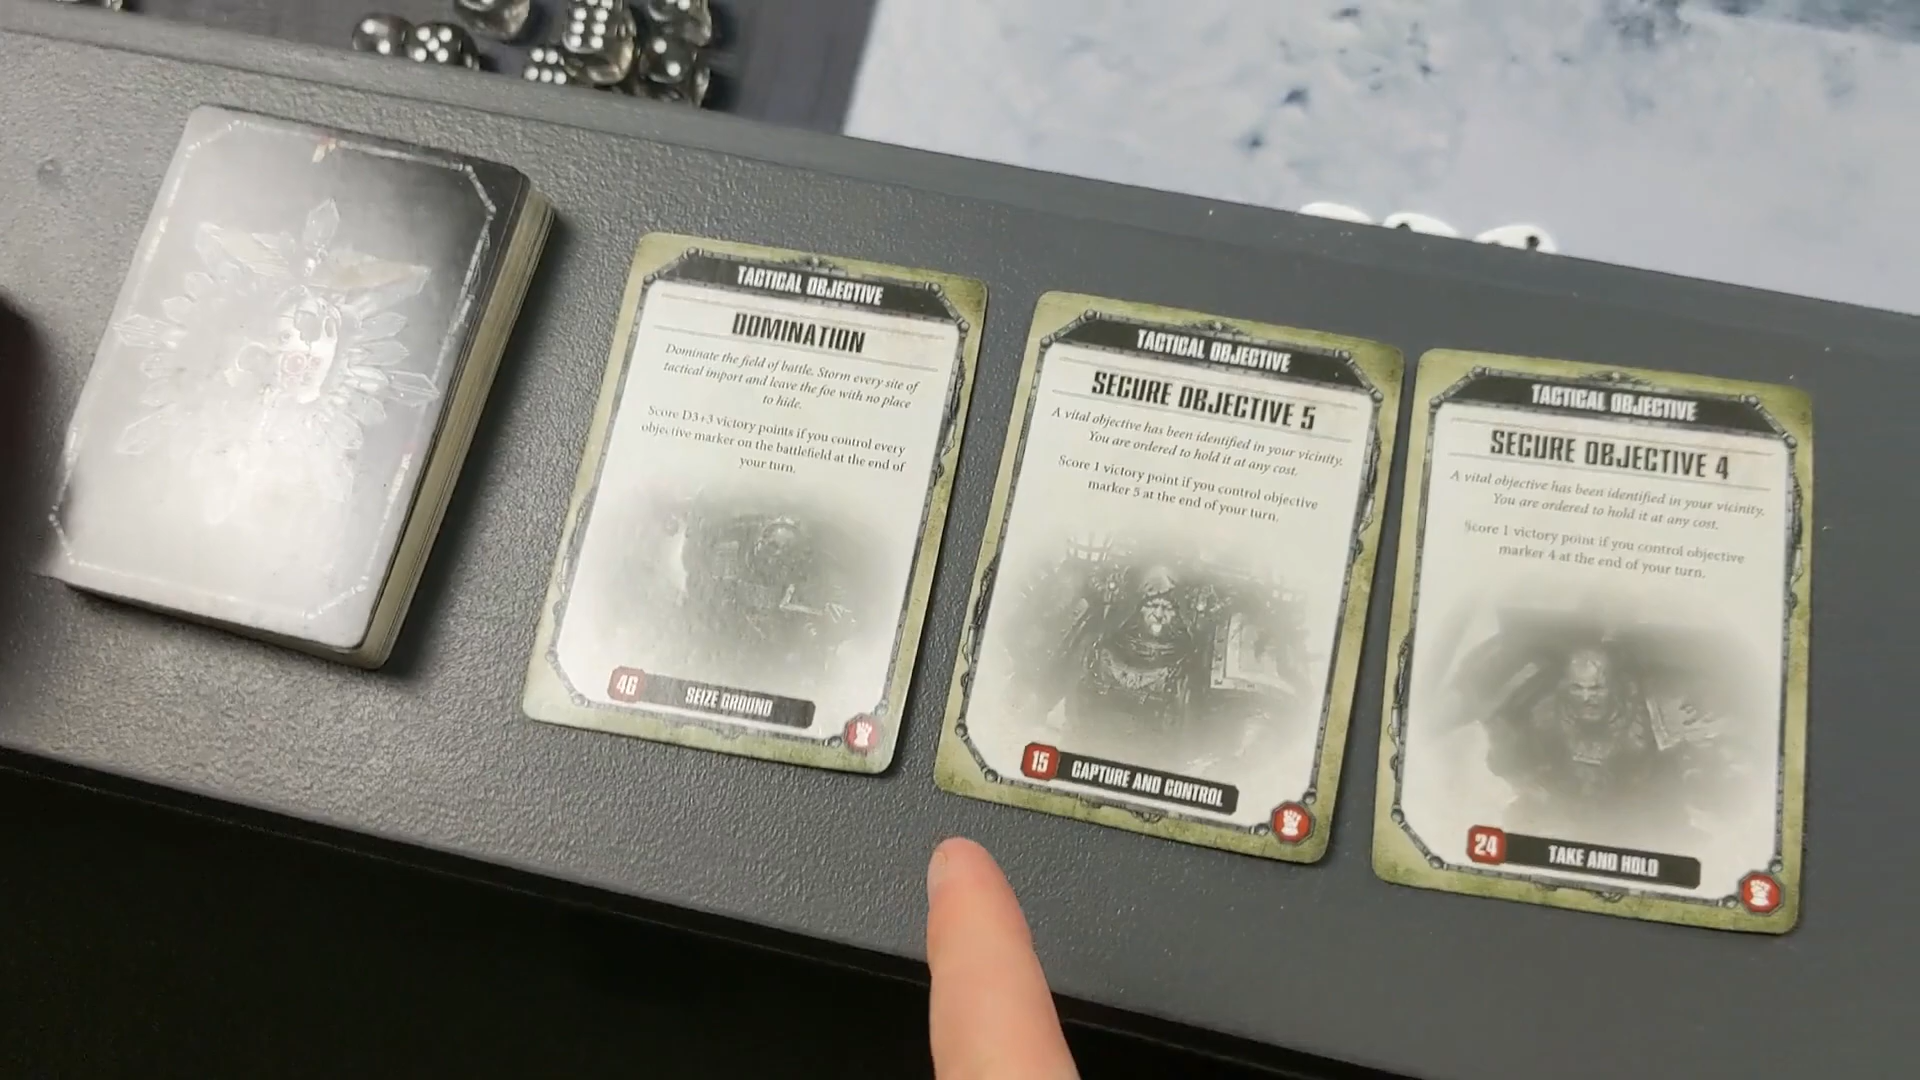 TACTICAL OBJECTIVE
DOMINATION
Dominate the field of battle. Storm every site of
tactical import and leave the foe with no place
to hide.
Score D3+3 victory points if you control every
objective marker on the battlefield at the end of
your turn.
46
SEIZE GROUND
TACTICAL OBJECTIVE
SECURE OBJECTIVE 5
A vital objective has been identified in your vicinity.
You are ordered to hold it at any cost.
Score 1 victory point if you control objective
marker 5 at the end of your turn.
15
CAPTURE AND CONTROL
TACTICAL OBJECTIVE
SECURE OBJECTIVE 4
A vital objective has been identified in your vicinity.
You are ordered to hold it at any cost.
Score 1 victory point if you control objective
marker 4 at the end of your turn.
24
TAKE AND HOLD